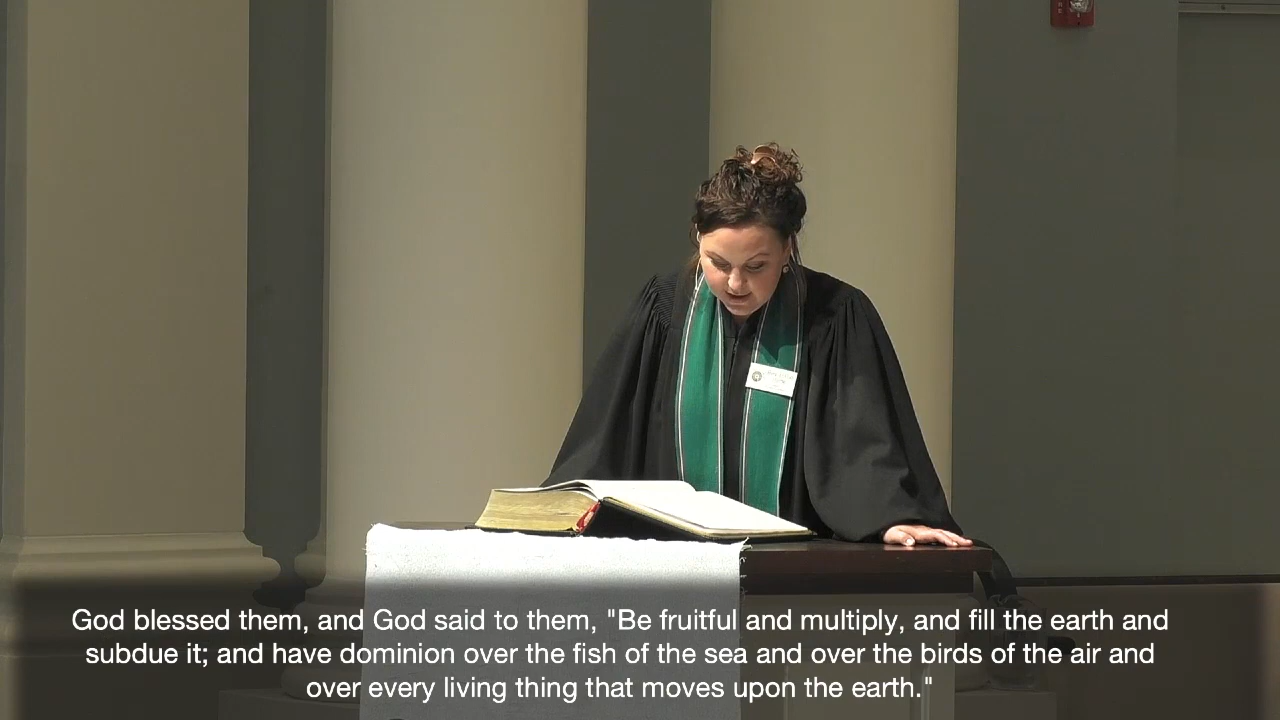 God blessed them, and God said to them, "Be fruitful and multiply, and fill the earth and
subdue it; and have dominion over the fish of the sea and over the birds of the air and
over every living thing that moves upon the earth."